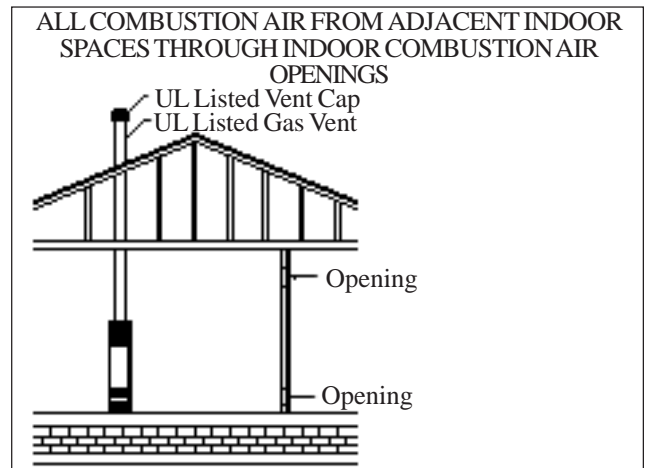 ALL COMBUSTION AIR FROM ADJACENT INDOOR
SPACES THROUGH INDOOR COMBUSTION AIR
OPENINGS
UL Listed Vent Cap
UL Listed Gas Vent
Opening
Opening